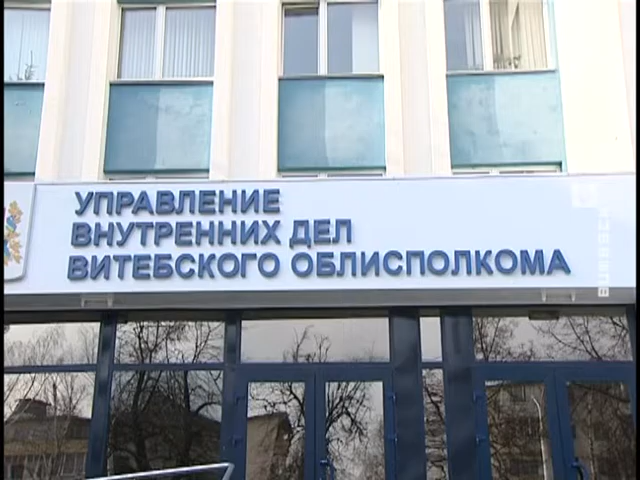 УПРАВЛЕНИЕ
ВНУТРЕННИХ ДЕЛ
ВИТЕБСКОГО ОБЛИСПОЛКОМА